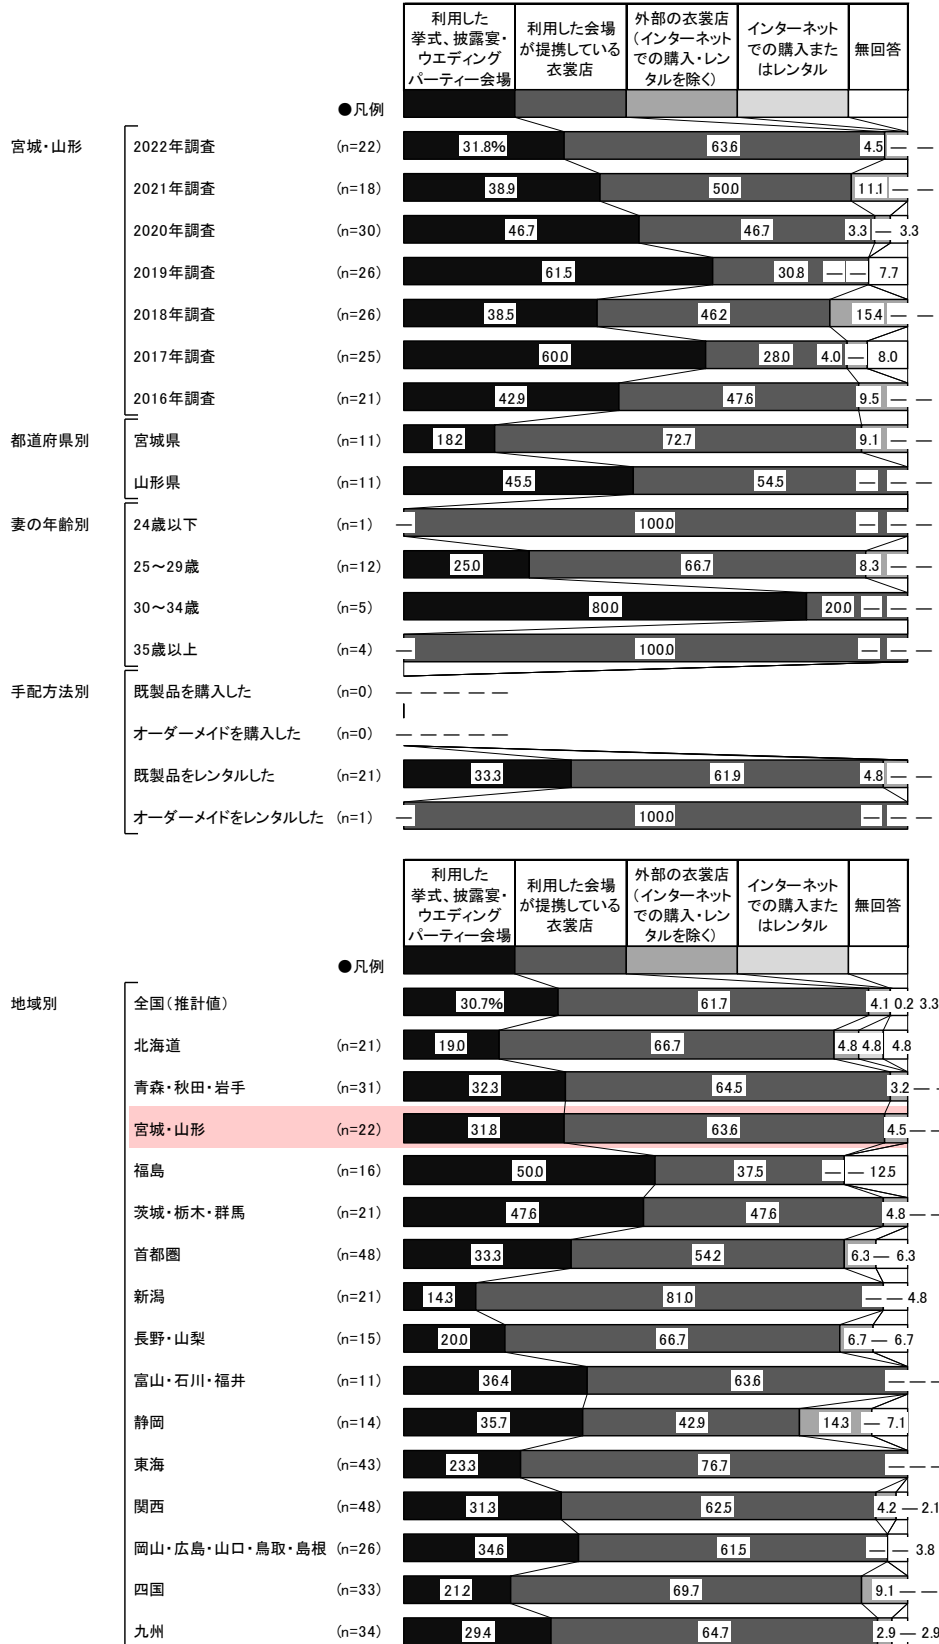 利用した
挙式、披露宴・
ウエディング
パーティー会場
利用した会場
が提携している
衣裳店
外部の衣裳店
（インターネット
での購入・レン
タルを除く）
インターネット
での購入また
はレンタル
無回答
●凡例
宮城・山形 2022年調査 (n=22) 31.8% 63.6 4.5 — —
2021年調査 (n=18) 38.9 50.0 11.1 — —
2020年調査 (n=30) 46.7 46.7 3.3 — 3.3
2019年調査 (n=26) 61.5 30.8 — — 7.7
2018年調査 (n=26) 38.5 46.2 15.4 — —
2017年調査 (n=25) 60.0 28.0 4.0 — 8.0
2016年調査 (n=21) 42.9 47.6 9.5 — —
都道府県別 宮城県 (n=11) 18.2 72.7 9.1 — —
山形県 (n=11) 45.5 54.5 — — —
妻の年齢別 24歳以下 (n=1) — 100.0 — — —
25～29歳 (n=12) 25.0 66.7 8.3 — —
30～34歳 (n=5) 80.0 20.0 — — —
35歳以上 (n=4) — 100.0 — — —
手配方法別 既製品を購入した (n=0) — — — — —
オーダーメイドを購入した (n=0) — — — — —
既製品をレンタルした (n=21) 33.3 61.9 4.8 — —
オーダーメイドをレンタルした (n=1) — 100.0 — — —
利用した
挙式、披露宴・
ウエディング
パーティー会場
利用した会場
が提携している
衣裳店
外部の衣裳店
（インターネット
での購入・レン
タルを除く）
インターネット
での購入また
はレンタル
無回答
●凡例
地域別 全国（推計値） 30.7% 61.7 4.1 0.2 3.3
北海道 (n=21) 19.0 66.7 4.8 4.8 4.8
青森・秋田・岩手 (n=31) 32.3 64.5 3.2 — —
宮城・山形 (n=22) 31.8 63.6 4.5 — —
福島 (n=16) 50.0 37.5 — — 12.5
茨城・栃木・群馬 (n=21) 47.6 47.6 4.8 — —
首都圏 (n=48) 33.3 54.2 6.3 — 6.3
新潟 (n=21) 14.3 81.0 — — 4.8
長野・山梨 (n=15) 20.0 66.7 6.7 — 6.7
富山・石川・福井 (n=11) 36.4 63.6 — — —
静岡 (n=14) 35.7 42.9 14.3 — 7.1
東海 (n=43) 23.3 76.7 — — —
関西 (n=48) 31.3 62.5 4.2 — 2.1
岡山・広島・山口・鳥取・島根 (n=26) 34.6 61.5 — — 3.8
四国 (n=33) 21.2 69.7 9.1 — —
九州 (n=34) 29.4 64.7 2.9 — 2.9